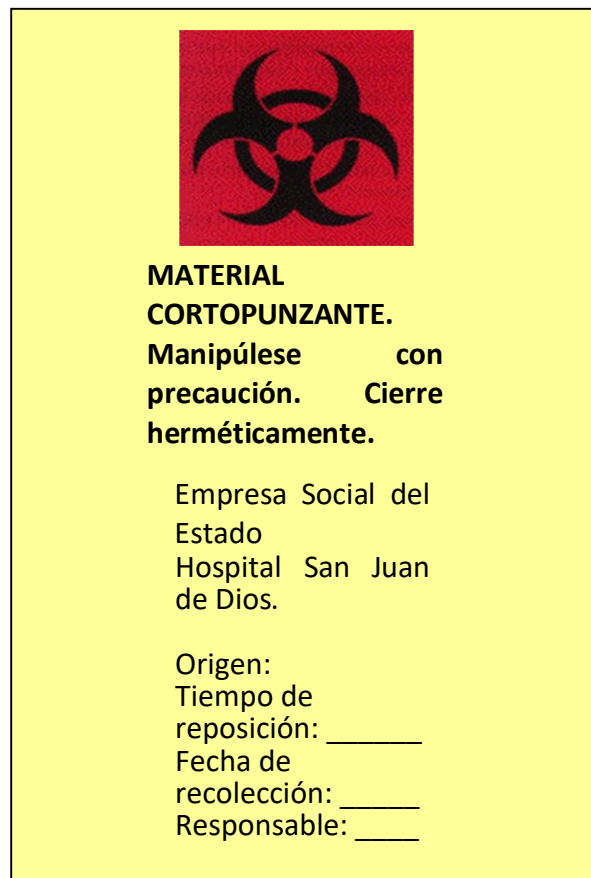 MATERIAL
CORTOPUNZANTE.
Manipúlese con
precaución. Cierre
herméticamente.
Empresa Social del
Estado
Hospital San Juan
de Dios.
Origen:
Tiempo de
reposición: ______
Fecha de
recolección: _____
Responsable: ____